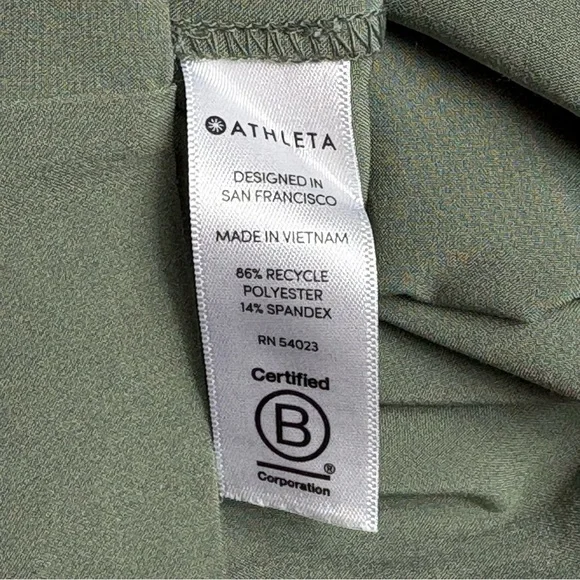 ATHLETA
DESIGNED IN
SAN FRANCISCO
MADE IN VIETNAM
86% RECYCLE
POLYESTER
14% SPANDEX
RN 54023
Certified
B
®
Corporation